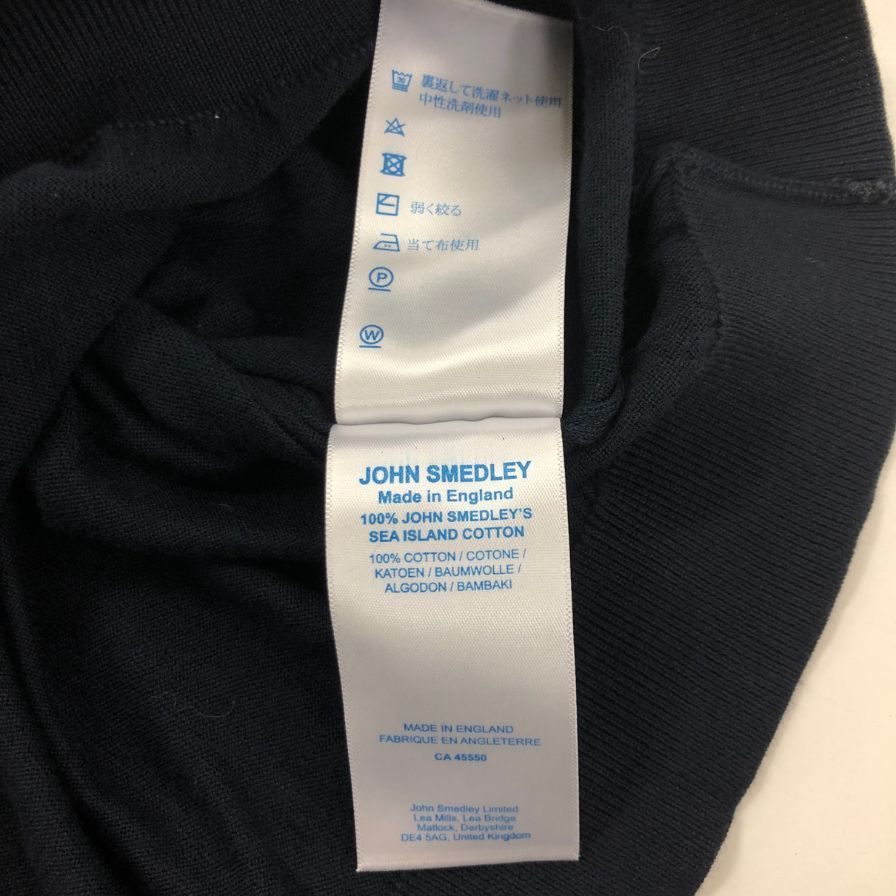 裏返して洗濯ネット使用
中性洗剤使用
弱く絞る
当て布使用
P
W
JOHN SMEDLEY
Made in England
100% JOHN SMEDLEY'S
SEA ISLAND COTTON
100% COTTON / COTONE /
KATOEN / BAUMWOLLE /
ALGODON / BAMBAKI
MADE IN ENGLAND
FABRIQUE EN ANGLETERRE
CA 45550
John Smedley Limited
Lea Mills, Lea Bridge
Matlock, Derbyshire
DE4 5AG, United Kingdom